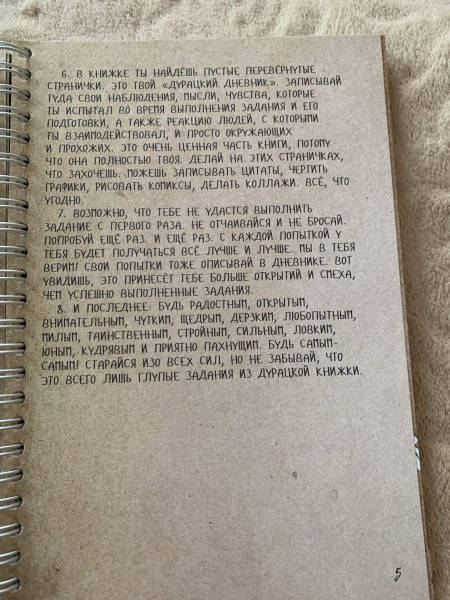 6. В КНИЖКЕ ТЫ НАЙДЁШЬ ПУСТЫЕ ПЕРЕВЁРНУТЫЕ
СТРАНИЧКИ. ЭТО ТВОЙ «ДУРАЦКИЙ ДНЕВНИК». ЗАПИСЫВАЙ
ТУДА СВОИ НАБЛЮДЕНИЯ, МЫСЛИ, ЧУВСТВА, КОТОРЫЕ
ТЫ ИСПЫТАЛ ВО ВРЕМЯ ВЫПОЛНЕНИЯ ЗАДАНИЯ И ЕГО
ПОДГОТОВКИ, А ТАКЖЕ РЕАКЦИЮ ЛЮДЕЙ, С КОТОРЫМИ
ТЫ ВЗАИМОДЕЙСТВОВАЛ, И ПРОСТО ОКРУЖАЮЩИХ
И ПРОХОЖИХ. ЭТО ОЧЕНЬ ЦЕННАЯ ЧАСТЬ КНИГИ, ПОТОМУ
ЧТО ОНА ПОЛНОСТЬЮ ТВОЯ. ДЕЛАЙ НА ЭТИХ СТРАНИЧКАХ,
ЧТО ЗАХОЧЕШЬ. МОЖЕШЬ ЗАПИСЫВАТЬ ЦИТАТЫ, ЧЕРТИТЬ
ГРАФИКИ, РИСОВАТЬ КОМИКСЫ, ДЕЛАТЬ КОЛЛАЖИ. ВСЁ, ЧТО
УГОДНО.
7. ВОЗМОЖНО, ЧТО ТЕБЕ НЕ УДАСТСЯ ВЫПОЛНИТЬ
ЗАДАНИЕ С ПЕРВОГО РАЗА. НЕ ОТЧАИВАЙСЯ И НЕ БРОСАЙ.
ПОПРОБУЙ ЕЩЁ РАЗ. И ЕЩЁ РАЗ. С КАЖДОЙ ПОПЫТКОЙ У
ТЕБЯ БУДЕТ ПОЛУЧАТЬСЯ ВСЁ ЛУЧШЕ И ЛУЧШЕ. МЫ В ТЕБЯ
ВЕРИМ! СВОИ ПОПЫТКИ ТОЖЕ ОПИСЫВАЙ В ДНЕВНИКЕ. ВОТ
УВИДИШЬ, ЭТО ПРИНЕСЁТ ТЕБЕ БОЛЬШЕ ОТКРЫТИЙ И СМЕХА,
ЧЕМ УСПЕШНО ВЫПОЛНЕННЫЕ ЗАДАНИЯ.
8. И ПОСЛЕДНЕЕ: БУДЬ РАДОСТНЫМ, ОТКРЫТЫМ,
ВНИМАТЕЛЬНЫМ, ЧУТКИМ, ЩЕДРЫМ, ДЕРЗКИМ, ЛЮБОПЫТНЫМ,
МИЛЫМ, ТАИНСТВЕННЫМ, СТРОЙНЫМ, СИЛЬНЫМ, ЛОВКИМ,
ЮНЫМ, КУДРЯВЫМ И ПРИЯТНО ПАХНУЩИМ. БУДЬ САМЫМ-
САМЫМ! СТАРАЙСЯ ИЗО ВСЕХ СИЛ, НО НЕ ЗАБЫВАЙ, ЧТО
ЭТО ВСЕГО ЛИШЬ ГЛУПЫЕ ЗАДАНИЯ ИЗ ДУРАЦКОЙ КНИЖКИ.
5